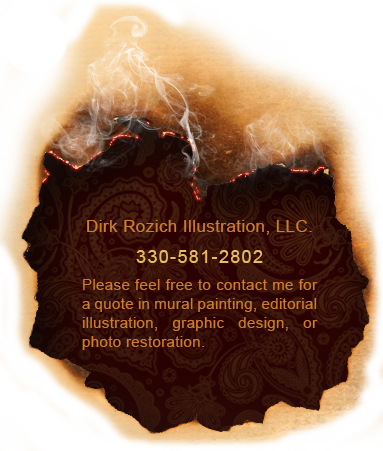 Dirk Rozich Illustration, LLC.
330-581-2802
Please feel free to contact me for
a quote in mural painting, editorial
illustration, graphic design, or
photo restoration.